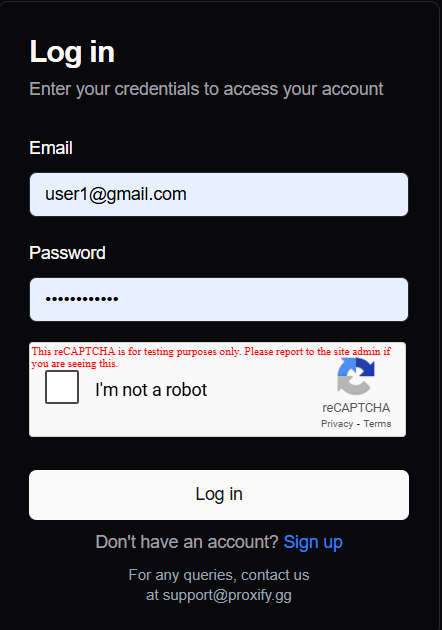 Log in
Enter your credentials to access your account
Email
user1@gmail.com
Password
••••••••••••
This reCAPTCHA is for testing purposes only. Please report to the site admin if
you are seeing this.
I'm not a robot
reCAPTCHA
Privacy - Terms
Log in
Don't have an account? Sign up
For any queries, contact us
at support@proxify.gg